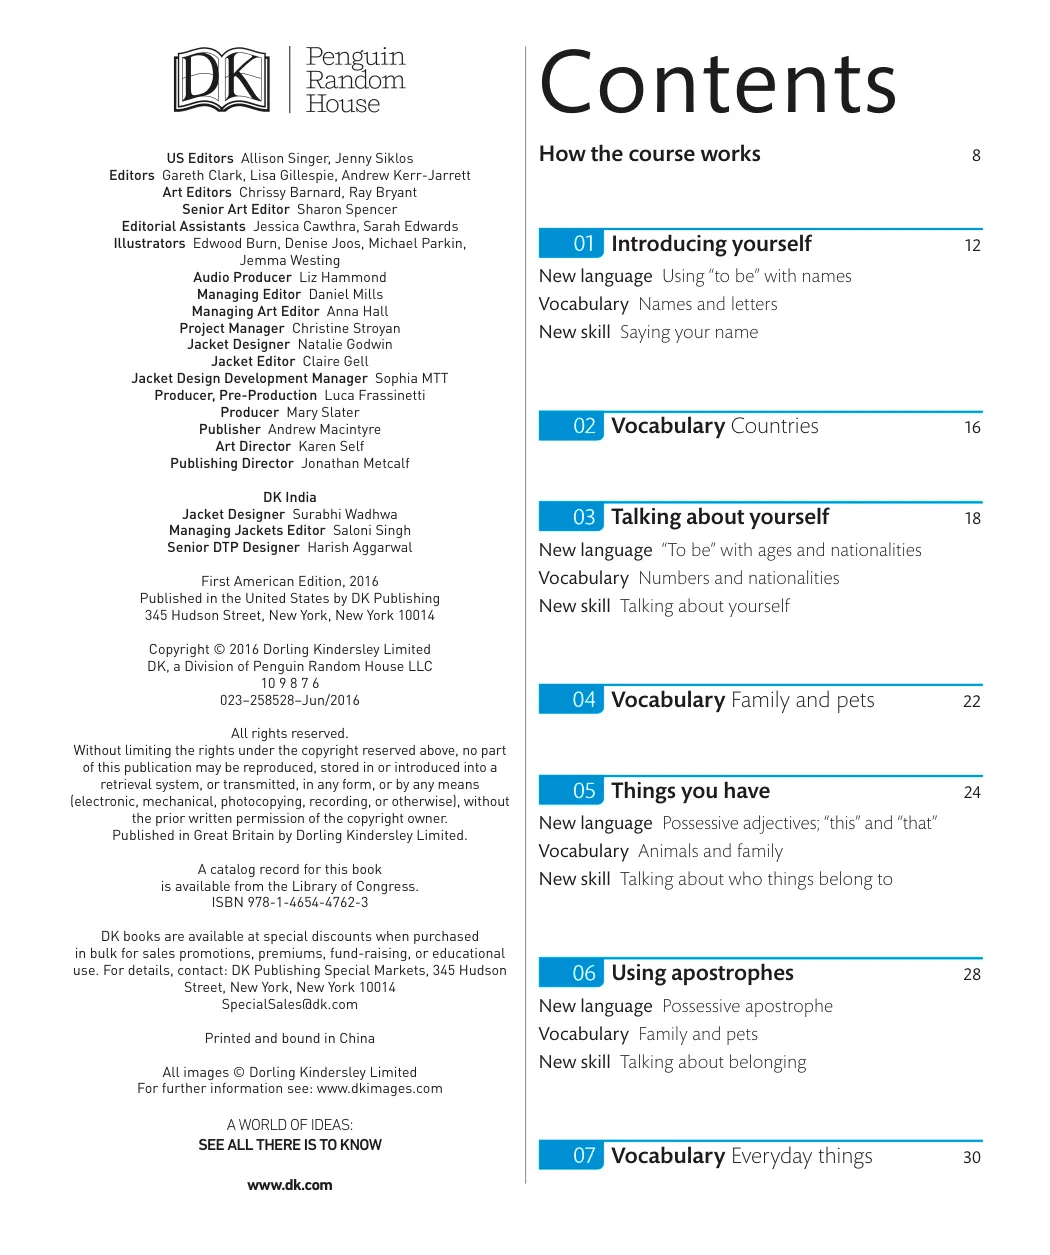 DK
Penguin
Random
House
US Editors Allison Singer, Jenny Siklos
Editors Gareth Clark, Lisa Gillespie, Andrew Kerr-Jarrett
Art Editors Chrissy Barnard, Ray Bryant
Senior Art Editor Sharon Spencer
Editorial Assistants Jessica Cawthra, Sarah Edwards
Illustrators Edwood Burn, Denise Joos, Michael Parkin,
Jemma Westing
Audio Producer Liz Hammond
Managing Editor Daniel Mills
Managing Art Editor Anna Hall
Project Manager Christine Stroyan
Jacket Designer Natalie Godwin
Jacket Editor Claire Gell
Jacket Design Development Manager Sophia MTT
Producer, Pre-Production Luca Frassinetti
Producer Mary Slater
Publisher Andrew Macintyre
Art Director Karen Self
Publishing Director Jonathan Metcalf
DK India
Jacket Designer Surabhi Wadhwa
Managing Jackets Editor Saloni Singh
Senior DTP Designer Harish Aggarwal
First American Edition, 2016
Published in the United States by DK Publishing
345 Hudson Street, New York, New York 10014
Copyright © 2016 Dorling Kindersley Limited
DK, a Division of Penguin Random House LLC
10 9 8 7 6
023–258528–Jun/2016
All rights reserved.
Without limiting the rights under the copyright reserved above, no part
of this publication may be reproduced, stored in or introduced into a
retrieval system, or transmitted, in any form, or by any means
(electronic, mechanical, photocopying, recording, or otherwise), without
the prior written permission of the copyright owner.
Published in Great Britain by Dorling Kindersley Limited.
A catalog record for this book
is available from the Library of Congress.
ISBN 978-1-4654-4762-3
DK books are available at special discounts when purchased
in bulk for sales promotions, premiums, fund-raising, or educational
use. For details, contact: DK Publishing Special Markets, 345 Hudson
Street, New York, New York 10014
SpecialSales@dk.com
Printed and bound in China
All images © Dorling Kindersley Limited
For further information see: www.dkimages.com
A WORLD OF IDEAS:
SEE ALL THERE IS TO KNOW
www.dk.com
Contents
How the course works 8
01 Introducing yourself 12
New language Using “to be” with names
Vocabulary Names and letters
New skill Saying your name
02 Vocabulary Countries 16
03 Talking about yourself 18
New language “To be” with ages and nationalities
Vocabulary Numbers and nationalities
New skill Talking about yourself
04 Vocabulary Family and pets 22
05 Things you have 24
New language Possessive adjectives; “this” and “that”
Vocabulary Animals and family
New skill Talking about who things belong to
06 Using apostrophes 28
New language Possessive apostrophe
Vocabulary Family and pets
New skill Talking about belonging
07 Vocabulary Everyday things 30